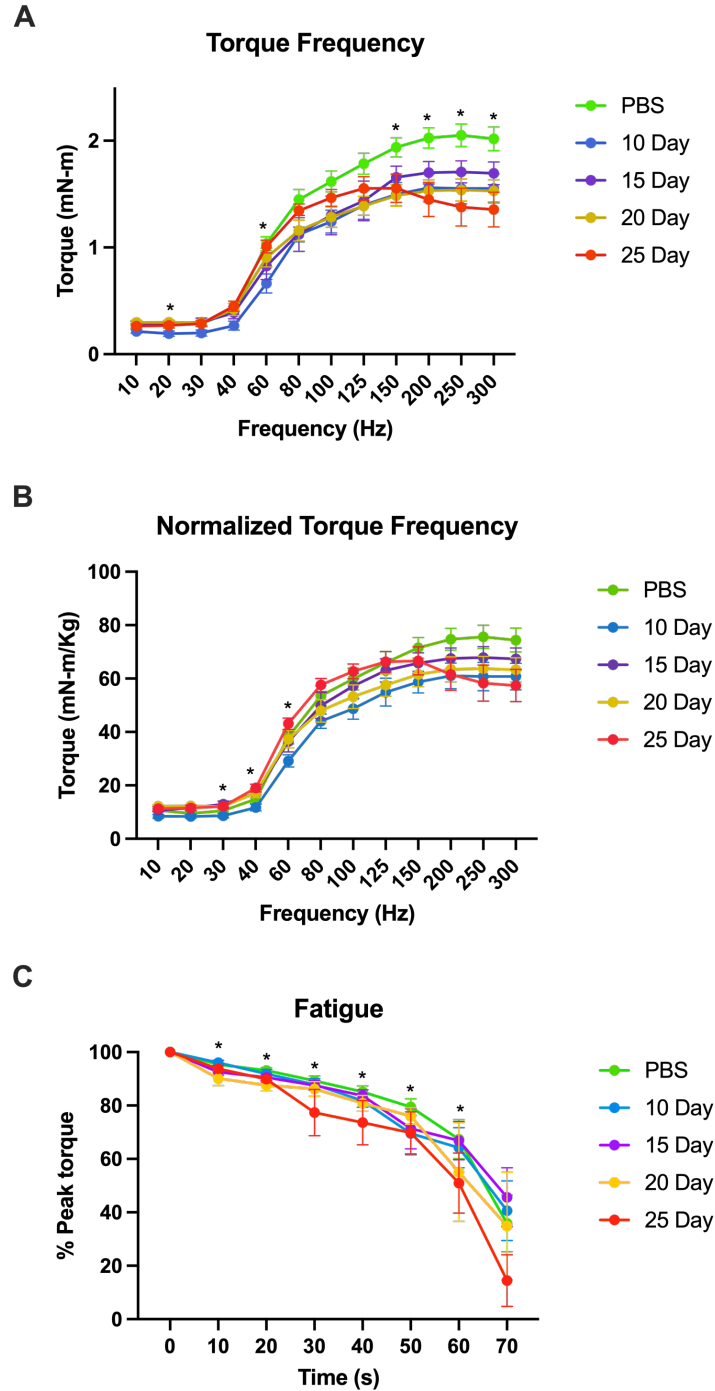 A
Torque Frequency
Torque (mN-m)
2
1
0
* * * * * *
10 20 30 40 60 80 100 125 150 200 250 300
Frequency (Hz)
PBS
10 Day
15 Day
20 Day
25 Day
B
Normalized Torque Frequency
Torque (mN-m/Kg)
100
80
60
40
20
0
* * *
10 20 30 40 60 80 100 125 150 200 250 300
Frequency (Hz)
PBS
10 Day
15 Day
20 Day
25 Day
C
Fatigue
% Peak torque
100
80
60
40
20
0
* * * * * *
0 10 20 30 40 50 60 70
Time (s)
PBS
10 Day
15 Day
20 Day
25 Day